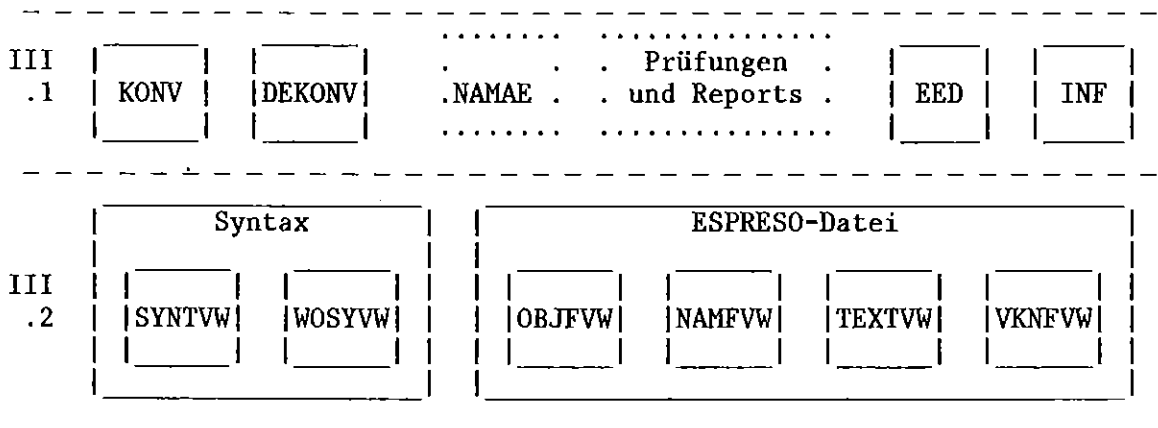 III
Prüfungen
.1 KONV DEKONV NAMAE und Reports EED INF
Syntax ESPRESO-Datei
III
.2 SYNTVW WOSYVW OBJFVW NAMFVW TEXTVW VKNFVW